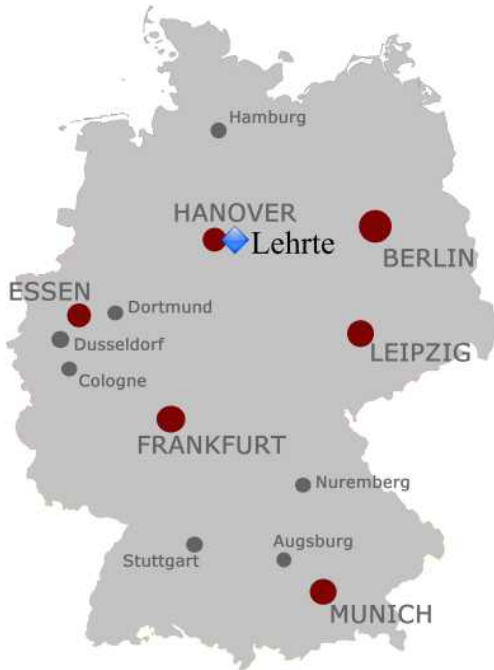 Hamburg
HANOVER
Lehrte
BERLIN
ESSEN
Dortmund
Dusseldorf
LEIPZIG
Cologne
FRANKFURT
Nuremberg
Stuttgart
Augsburg
MUNICH